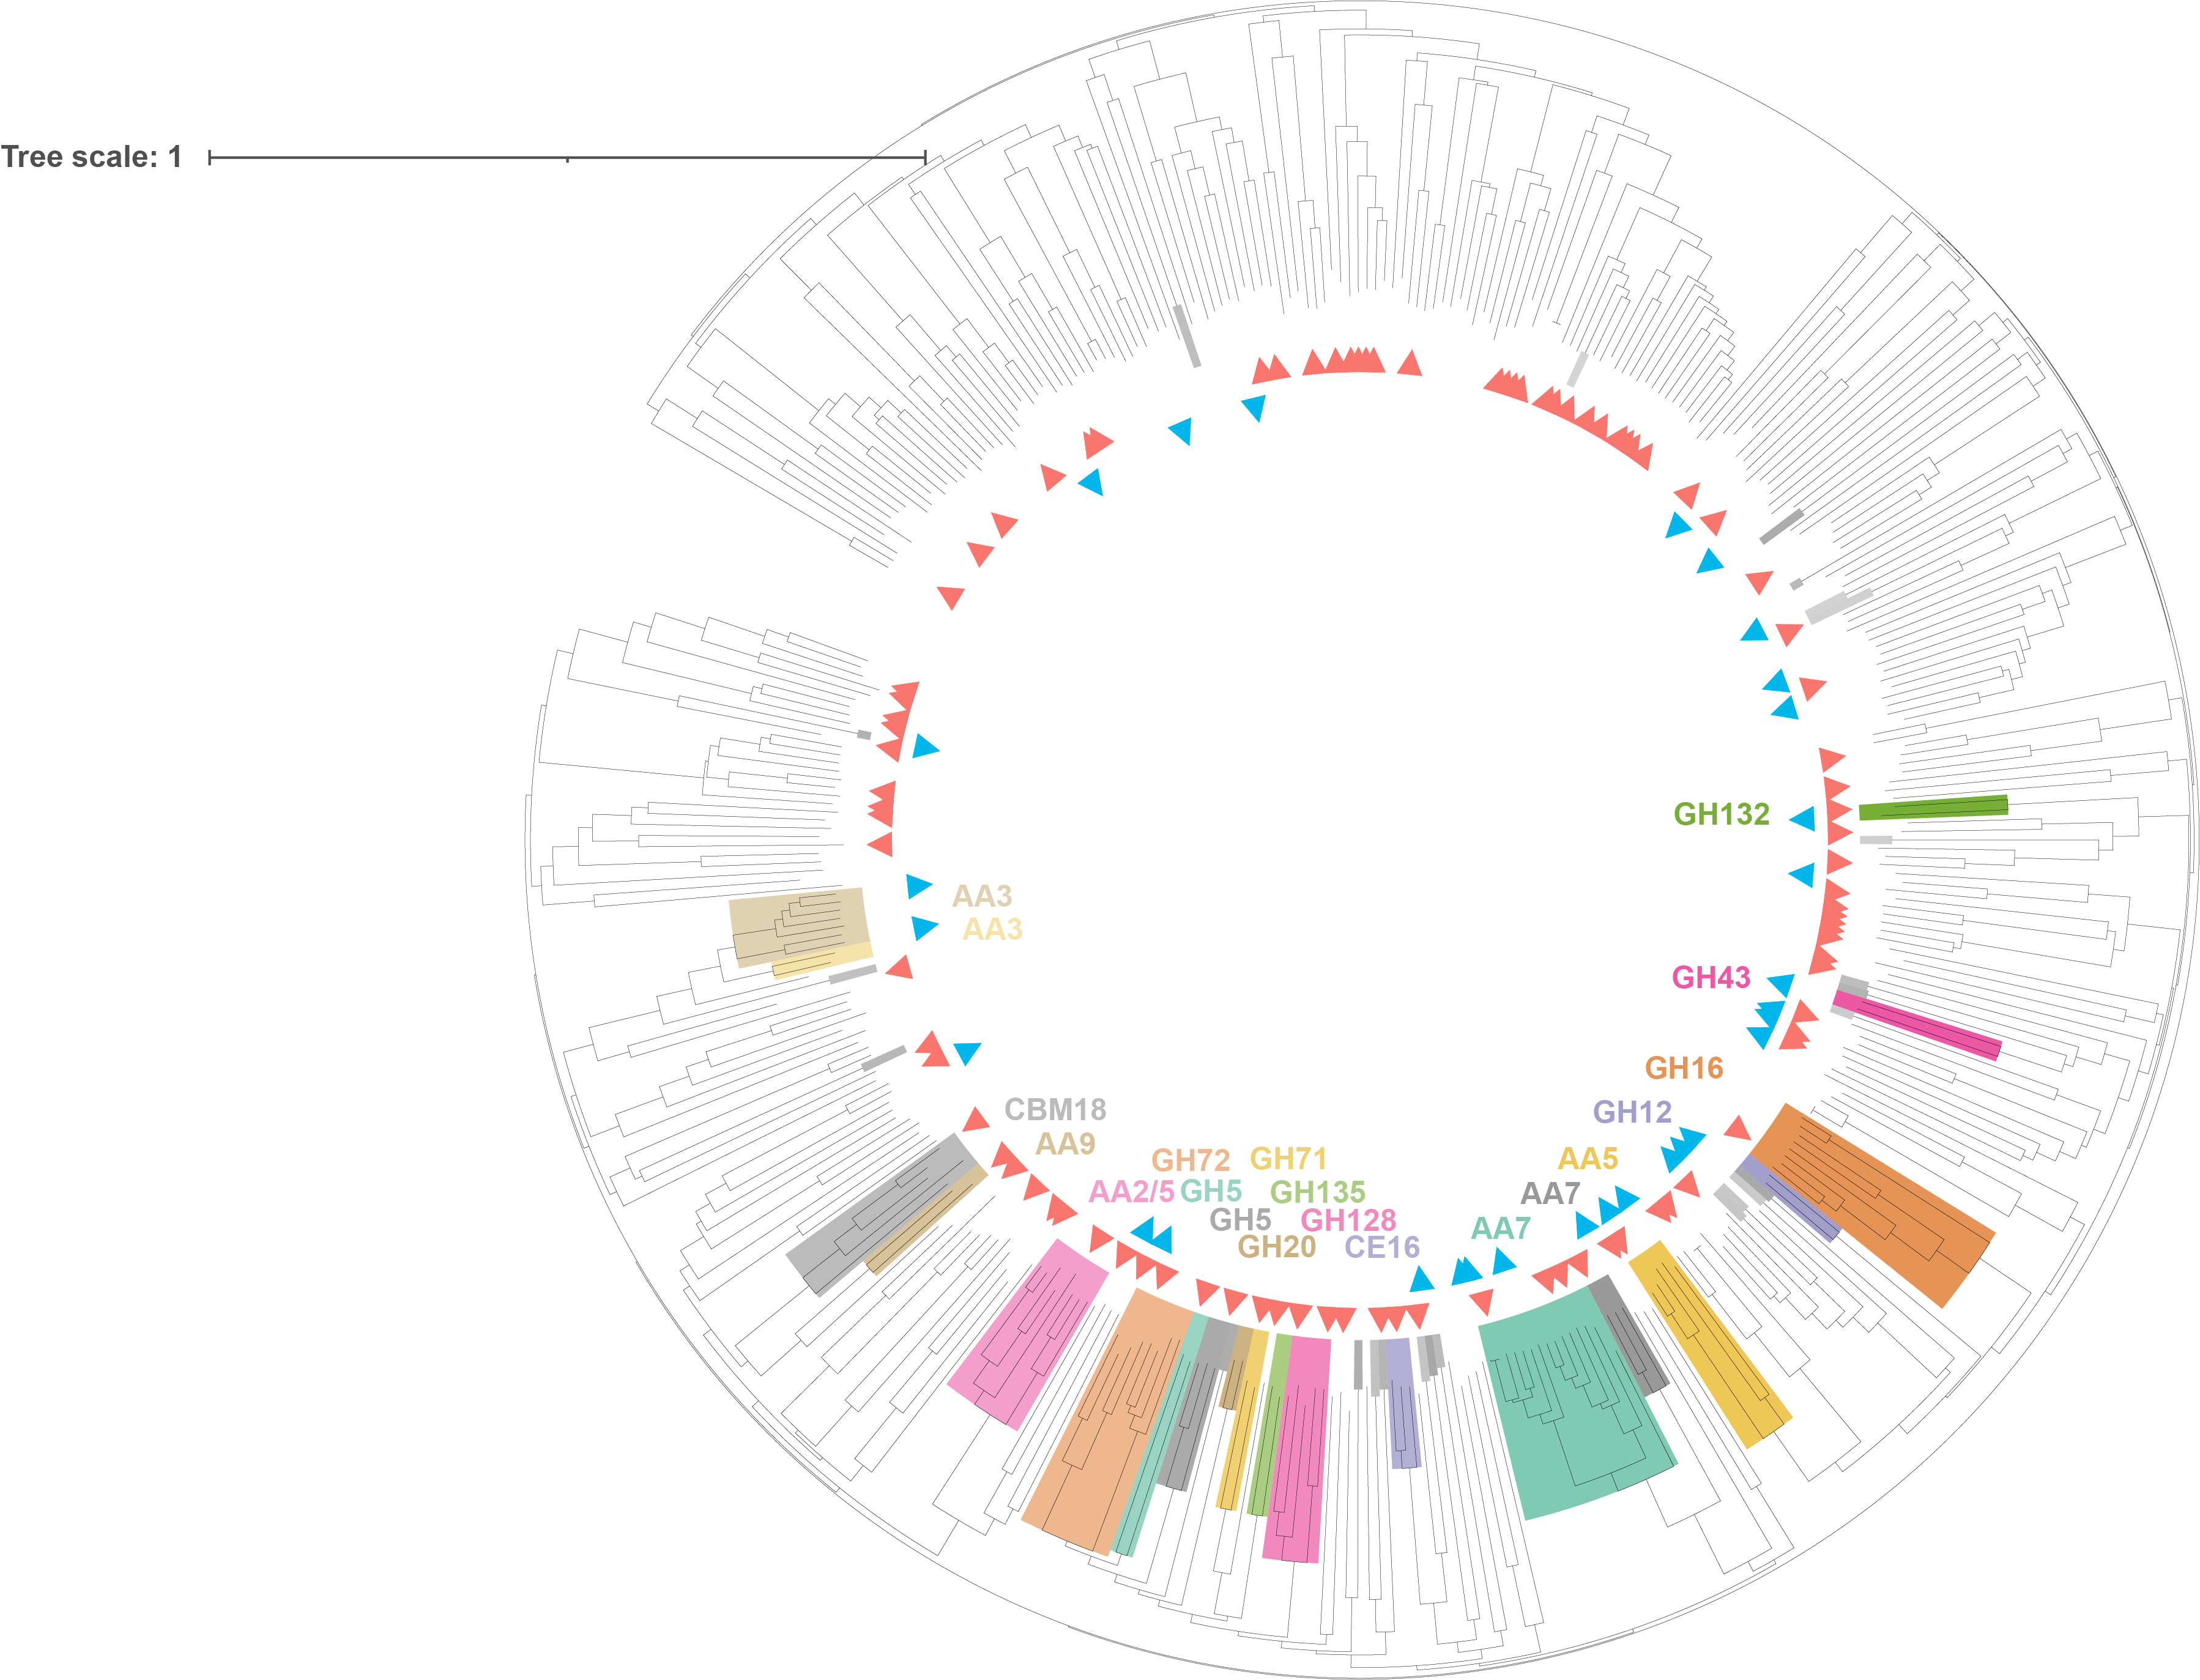 Tree scale: 1
GH132
AA3
AA3
GH43
GH16
CBM18
GH12
AA9
GH72 GH71 AA5
AA2/5 GH5 GH135 AA7
GH5 GH128 AA7
GH20 CE16